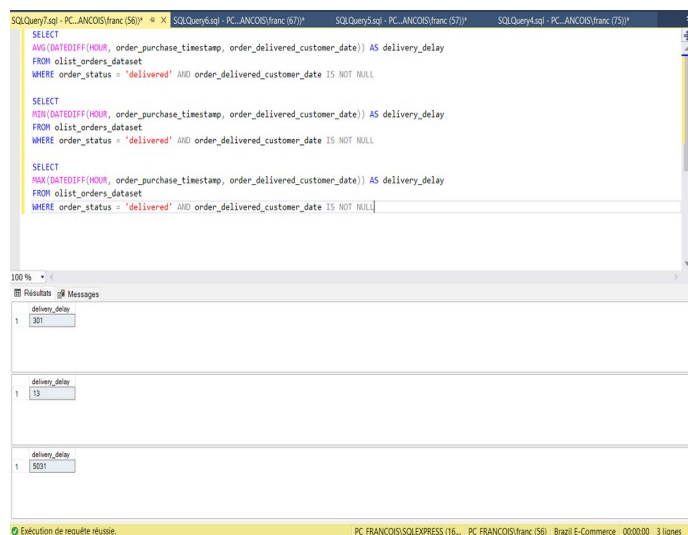 SQLQuery7.sql - PC...ANCOIS\franc (56))* SQLQuery6.sql - PC...ANCOIS\franc (67))* SQLQuery5.sql - PC...ANCOIS\franc (57))* SQLQuery4.sql - PC...ANCOIS\franc (75))*
SELECT
AVG(DATEDIFF(HOUR, order_purchase_timestamp, order_delivered_customer_date)) AS delivery_delay
FROM olist_orders_dataset
WHERE order_status = 'delivered' AND order_delivered_customer_date IS NOT NULL
SELECT
MIN(DATEDIFF(HOUR, order_purchase_timestamp, order_delivered_customer_date)) AS delivery_delay
FROM olist_orders_dataset
WHERE order_status = 'delivered' AND order_delivered_customer_date IS NOT NULL
SELECT
MAX(DATEDIFF(HOUR, order_purchase_timestamp, order_delivered_customer_date)) AS delivery_delay
FROM olist_orders_dataset
WHERE order_status = 'delivered' AND order_delivered_customer_date IS NOT NULL
100 %
Résultats Messages
delivery_delay
1 301
delivery_delay
1 13
delivery_delay
1 5031
Exécution de requête réussie. PC_FRANCOIS\SQLEXPRESS (16... PC_FRANCOIS\franc (56) Brazil E-Commerce 00:00:00 3 lignes